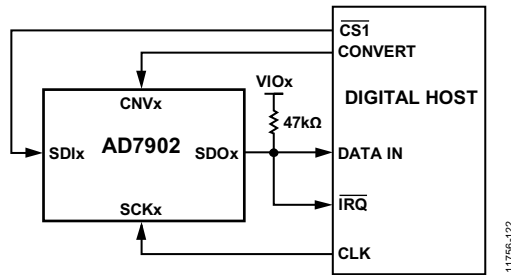 CS1
CONVERT
VIOx
CNVx
DIGITAL HOST
47kΩ
AD7902
SDIx
SDOx
DATA IN
SCKx
IRQ
CLK
11756-122